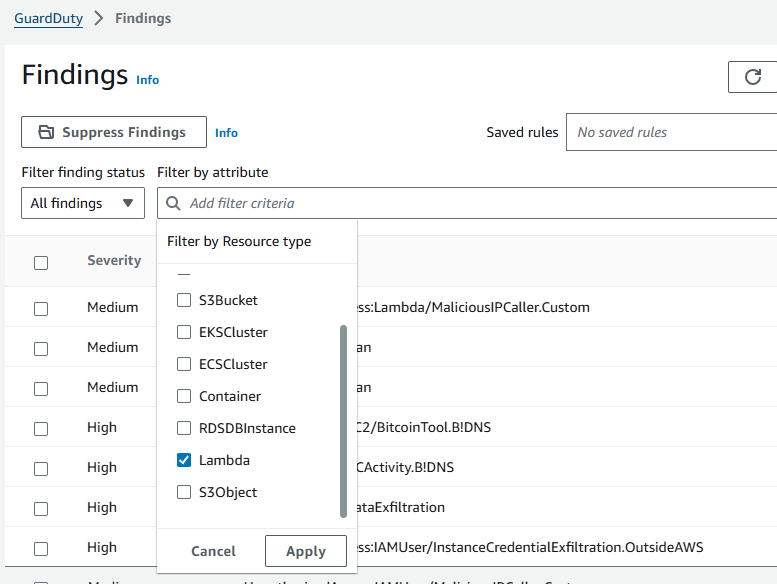 GuardDuty > Findings
Findings Info
Suppress Findings Info
Saved rules No saved rules
Filter finding status Filter by attribute
All findings Add filter criteria
Filter by Resource type
Severity
S3Bucket
Medium ss:Lambda/MaliciousIPCaller.Custom
EKSCluster
Medium an
ECSCluster
Medium an
Container
High C2/BitcoinTool.B!DNS
RDSDBInstance
High CActivity.B!DNS
Lambda
High ataExfiltration
S3Object
High ss:IAMUser/InstanceCredentialExfiltration.OutsideAWS
Cancel Apply